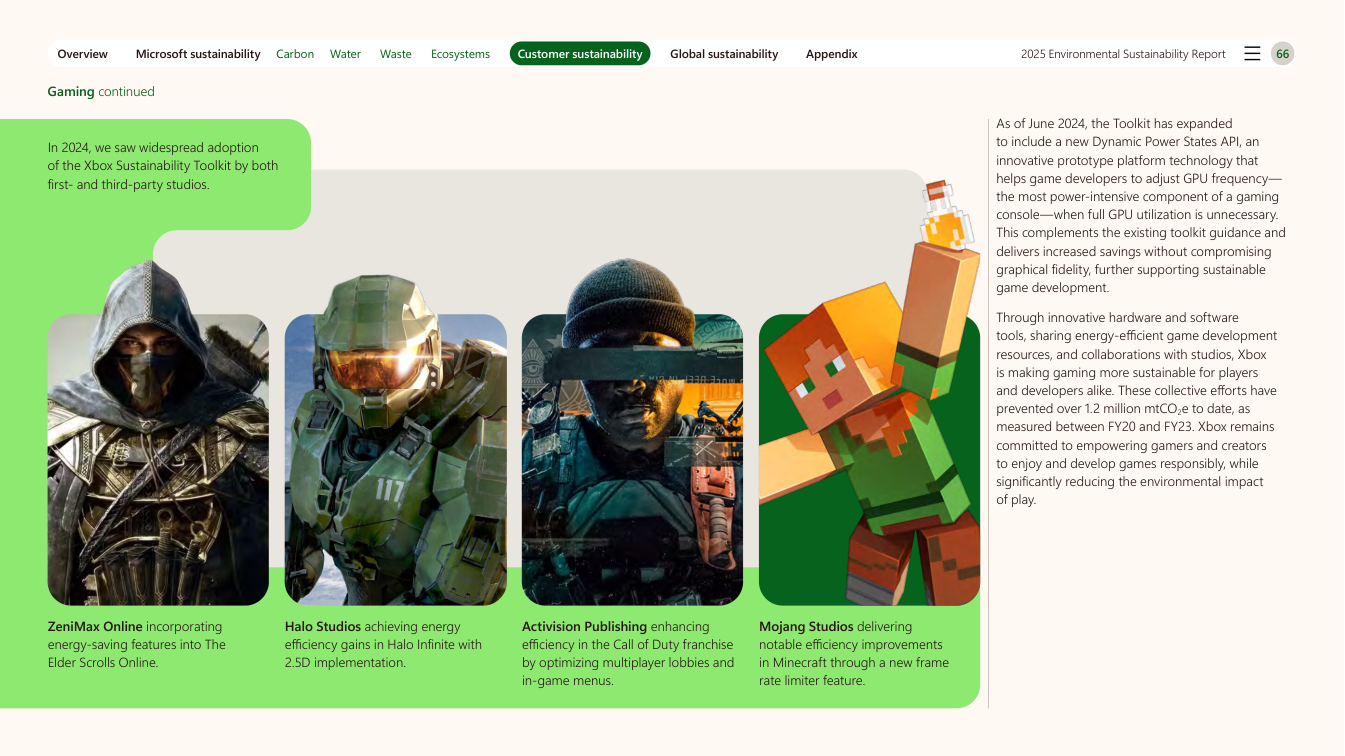 Overview Microsoft sustainability Carbon Water Waste Ecosystems Customer sustainability Global sustainability Appendix 2025 Environmental Sustainability Report 66
Gaming continued
In 2024, we saw widespread adoption
of the Xbox Sustainability Toolkit by both
first- and third-party studios.
117
ZeniMax Online incorporating
energy-saving features into The
Elder Scrolls Online.
Halo Studios achieving energy
efficiency gains in Halo Infinite with
2.5D implementation.
Activision Publishing enhancing
efficiency in the Call of Duty franchise
by optimizing multiplayer lobbies and
in-game menus.
Mojang Studios delivering
notable efficiency improvements
in Minecraft through a new frame
rate limiter feature.
As of June 2024, the Toolkit has expanded
to include a new Dynamic Power States API, an
innovative prototype platform technology that
helps game developers to adjust GPU frequency—
the most power-intensive component of a gaming
console—when full GPU utilization is unnecessary.
This complements the existing toolkit guidance and
delivers increased savings without compromising
graphical fidelity, further supporting sustainable
game development.
Through innovative hardware and software
tools, sharing energy-efficient game development
resources, and collaborations with studios, Xbox
is making gaming more sustainable for players
and developers alike. These collective efforts have
prevented over 1.2 million mtCO₂e to date, as
measured between FY20 and FY23. Xbox remains
committed to empowering gamers and creators
to enjoy and develop games responsibly, while
significantly reducing the environmental impact
of play.